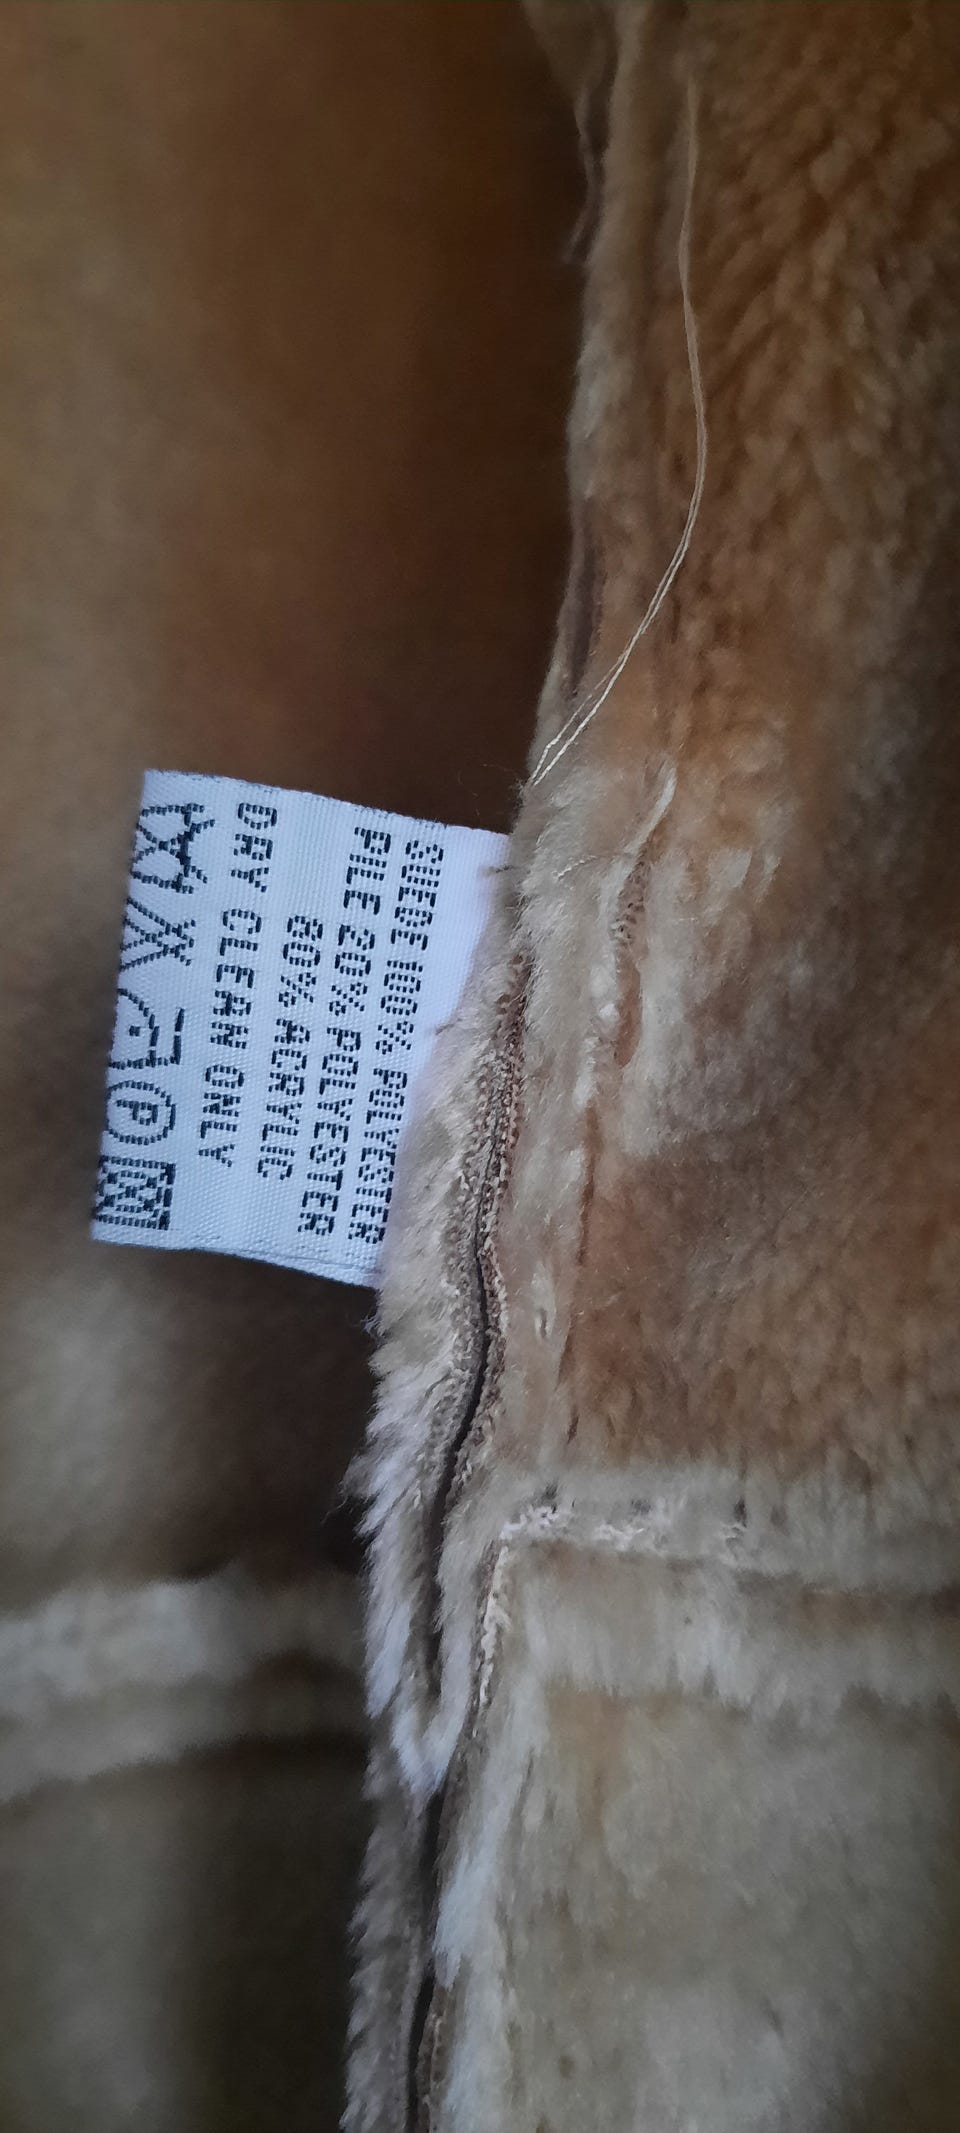 SUEDE 100% POLYESTER
PILE 20% POLYESTER
80% ACRYLIC
DRY CLEAN ONLY
P